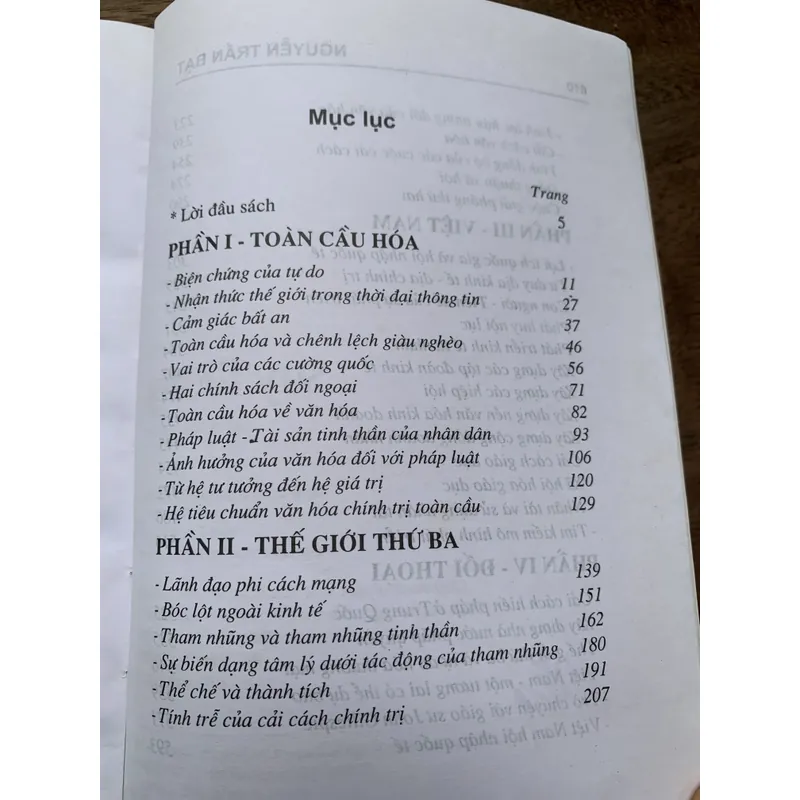 Mục lục
Trang
* Lời đầu sách 5
PHẦN I - TOÀN CẦU HÓA
- Biện chứng của tự do 11
- Nhận thức thế giới trong thời đại thông tin 27
- Cảm giác bất an 37
- Toàn cầu hóa và chênh lệch giàu nghèo 46
- Vai trò của các cường quốc 56
- Hai chính sách đối ngoại 71
- Toàn cầu hóa về văn hóa 82
- Pháp luật - Tài sản tinh thần của nhân dân 93
- Ảnh hưởng của văn hóa đối với pháp luật 106
- Từ hệ tư tưởng đến hệ giá trị 120
- Hệ tiêu chuẩn văn hóa chính trị toàn cầu 129
PHẦN II - THẾ GIỚI THỨ BA
- Lãnh đạo phi cách mạng 139
- Bóc lột ngoài kinh tế 151
- Tham nhũng và tham nhũng tinh thần 162
- Sự biến dạng tâm lý dưới tác động của tham nhũng 180
- Thể chế và thành tích 191
- Tính trễ của cải cách chính trị 207